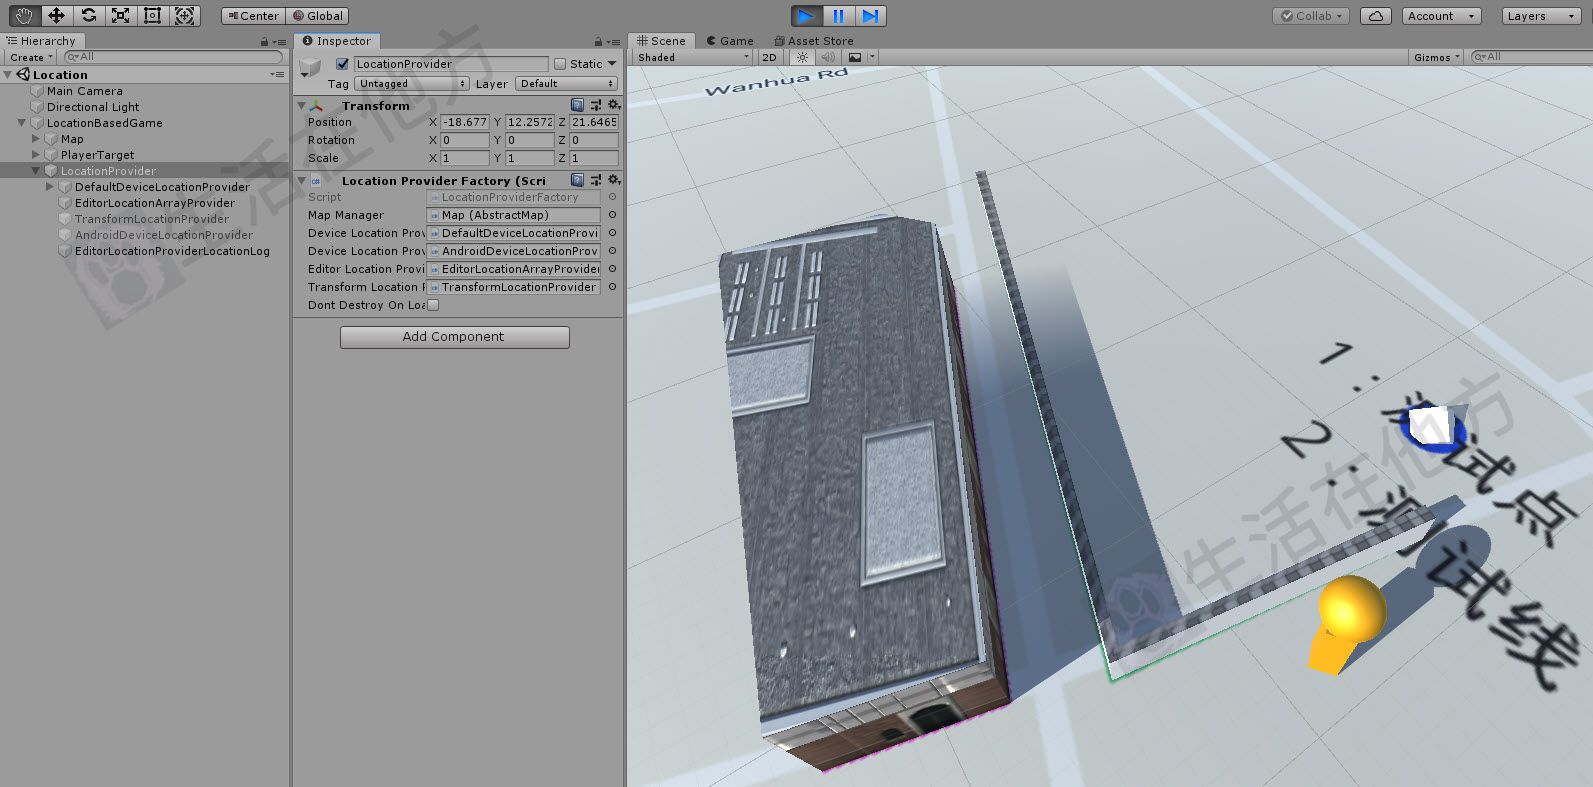 Center
Global
Collab
Account
Layers
Hierarchy
Create
All
Location
Main Camera
Directional Light
LocationBasedGame
Map
PlayerTarget
LocationProvider
DefaultDeviceLocationProvider
EditorLocationArrayProvider
TransformLocationProvider
AndroidDeviceLocationProvider
EditorLocationProviderLocationLog
Inspector
LocationProvider
Static
Tag Untagged Layer Default
Transform
Position X -18.677 Y 12.2572 Z 21.6465
Rotation X 0 Y 0 Z 0
Scale X 1 Y 1 Z 1
Location Provider Factory (Scri
Script LocationProviderFactory
Map Manager Map (AbstractMap)
Device Location Prov DefaultDeviceLocationProvi
Device Location Prov AndroidDeviceLocationProv
Editor Location Provi EditorLocationArrayProvider
Transform Location P TransformLocationProvider
Dont Destroy On Loa
Add Component
Scene
Game
Asset Store
Shaded
2D
Gizmos
All
Wanhua Rd
1:测试点
2:测试线
生活在他方
生活在他方